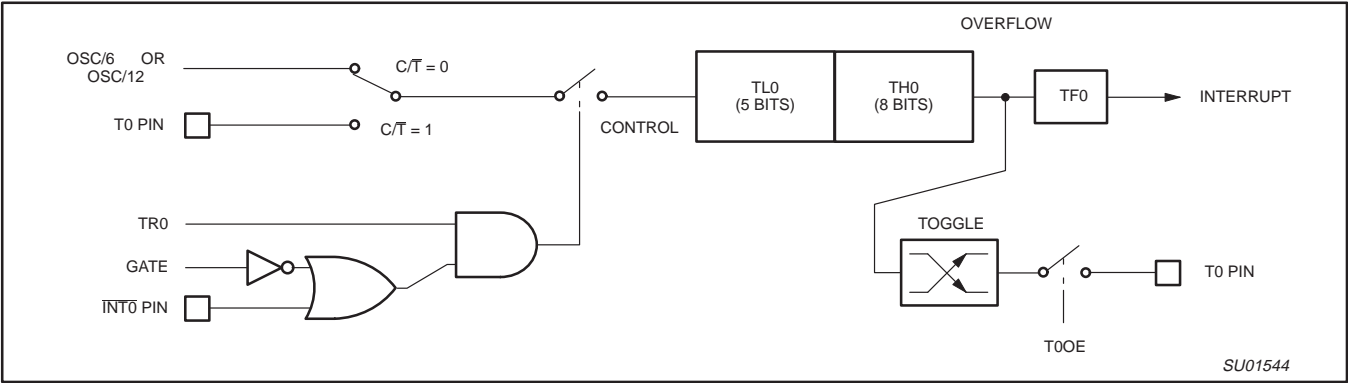 OVERFLOW
OSC/6 OR
OSC/12
C/T̅ = 0
TL0
(5 BITS)
TH0
(8 BITS)
TF0
INTERRUPT
T0 PIN
C/T̅ = 1
CONTROL
TR0
TOGGLE
GATE
T0 PIN
I̅N̅T̅0̅ PIN
T0OE
SU01544